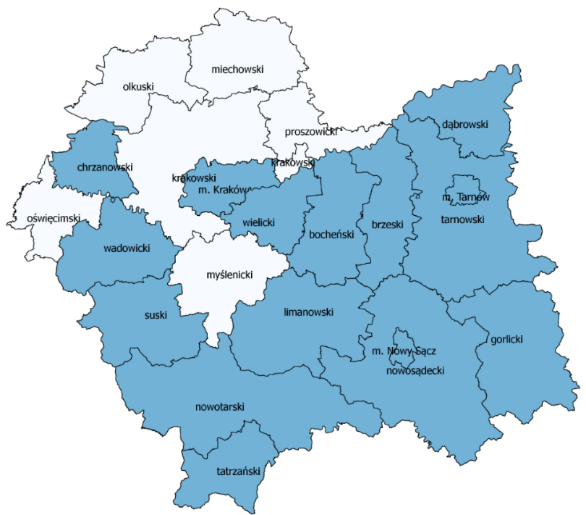 miechowski
olkuski
dąbrowski
proszowicki
krakowski
chrzanowski
krakowski
m. Kraków
m. Tarnów
tarnowski
oświęcimski
wielicki
brzeski
bocheński
wadowicki
myślenicki
suski
limanowski
gorlicki
m. Nowy Sącz
nowosądecki
nowotarski
tatrzański